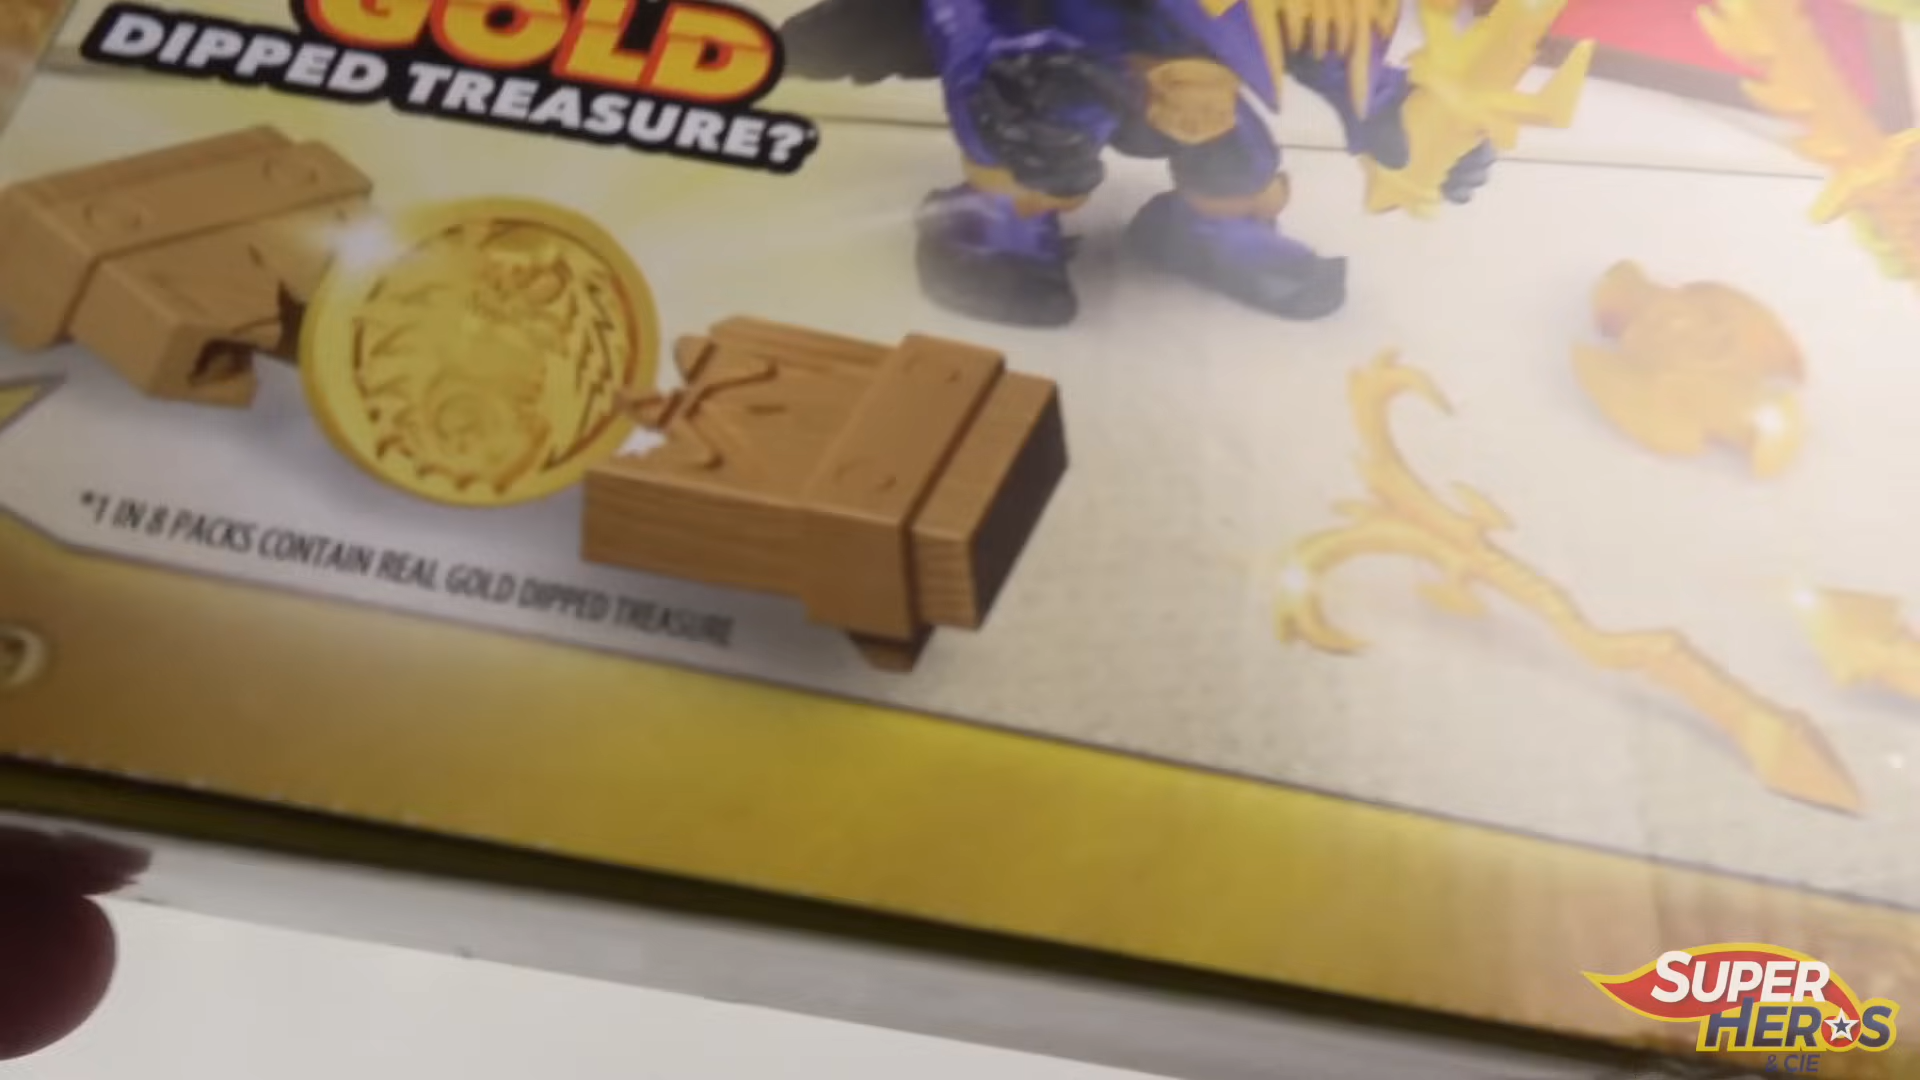 GOLD
DIPPED TREASURE?
*1 IN 8 PACKS CONTAIN REAL GOLD DIPPED TREASURE
SUPER
HEROS
& CIE